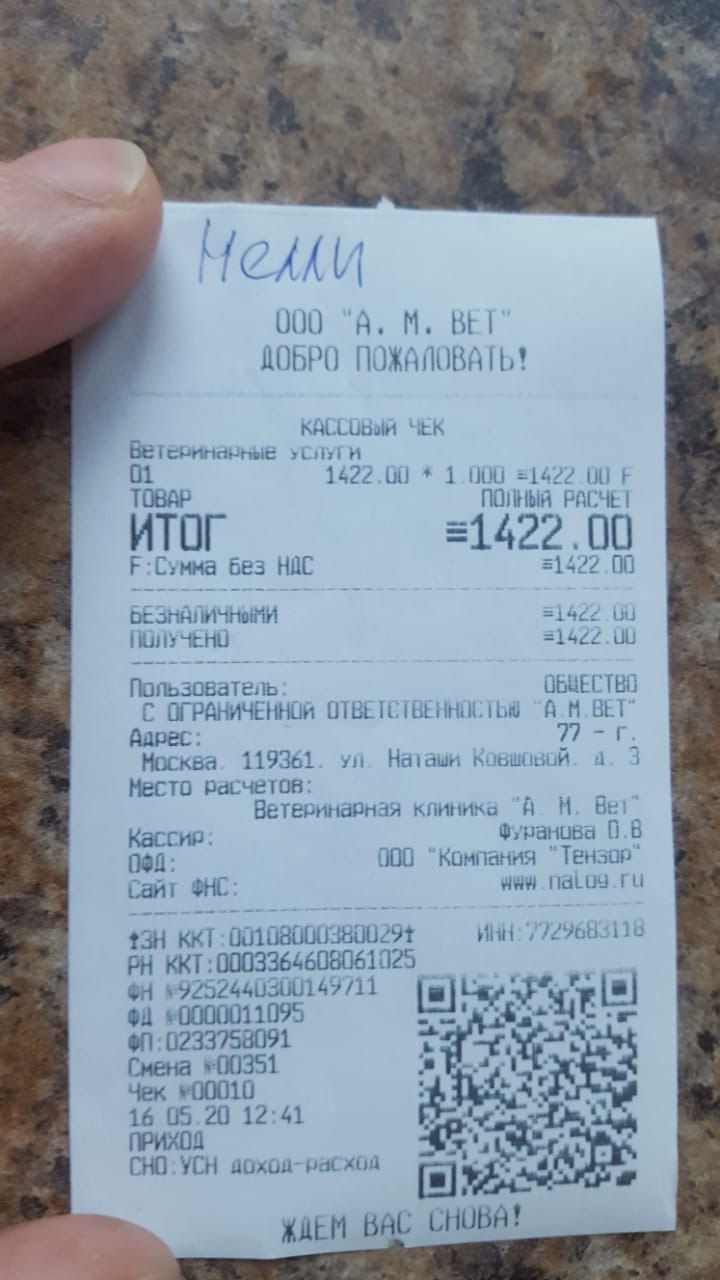 Нелли
ООО "А. М. ВЕТ"
ДОБРО ПОЖАЛОВАТЬ!
КАССОВЫЙ ЧЕК
Ветеринарные услуги
01 1422.00 * 1.000 ≡1422.00 F
ТОВАР ПОЛНЫЙ РАСЧЕТ
ИТОГ ≡1422.00
F:Сумма без НДС ≡1422.00
БЕЗНАЛИЧНЫМИ ≡1422.00
ПОЛУЧЕНО ≡1422.00
Пользователь: ОБЩЕСТВО
С ОГРАНИЧЕННОЙ ОТВЕТСТВЕННОСТЬЮ "А.М.ВЕТ"
Адрес: 77 - г.
Москва, 119361, ул. Наташи Ковшовой, д. 3
Место расчетов:
Ветеринарная клиника "А. М. Вет"
Кассир: Фуранова О.В
ОФД: ООО "Компания "Тензор"
Сайт ФНС: www.nalog.ru
ЗН ККТ:00108000380029 ИНН:7729683118
РН ККТ:0003364608061025
ФН №9252440300149711
ФД №0000011095
ФП:0233758091
Смена №00351
Чек №00010
16.05.20 12:41
ПРИХОД
СНО:УСН доход-расход
ЖДЕМ ВАС СНОВА!